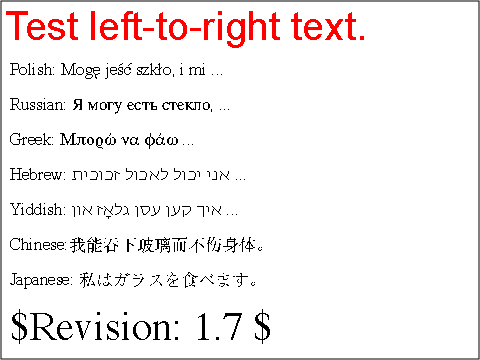 Test left-to-right text.
Polish: Mogę jeść szkło, i mi ...
Russian: Я могу есть стекло, ...
Greek: Μπορώ να φάω ...
Hebrew: אני יכול לאכול זכוכית ...
Yiddish: איך קען עסן גלאָז און ...
Chinese: 我能吞下玻璃而不伤身体。
Japanese: 私はガラスを食べます。
$Revision: 1.7 $